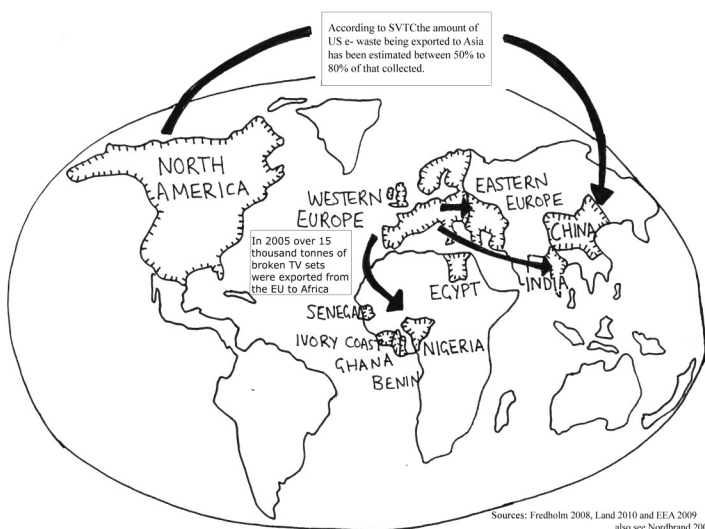 According to SVTCthe amount of
US e- waste being exported to Asia
has been estimated between 50% to
80% of that collected.
NORTH
AMERICA
WESTERN
EUROPE
EASTERN
EUROPE
CHINA
In 2005 over 15
thousand tonnes of
broken TV sets
were exported from
the EU to Africa
INDIA
EGYPT
SENEGAL
IVORY COAST
GHANA
BENIN
NIGERIA
Sources: Fredholm 2008, Land 2010 and EEA 2009
also see Nordbrand